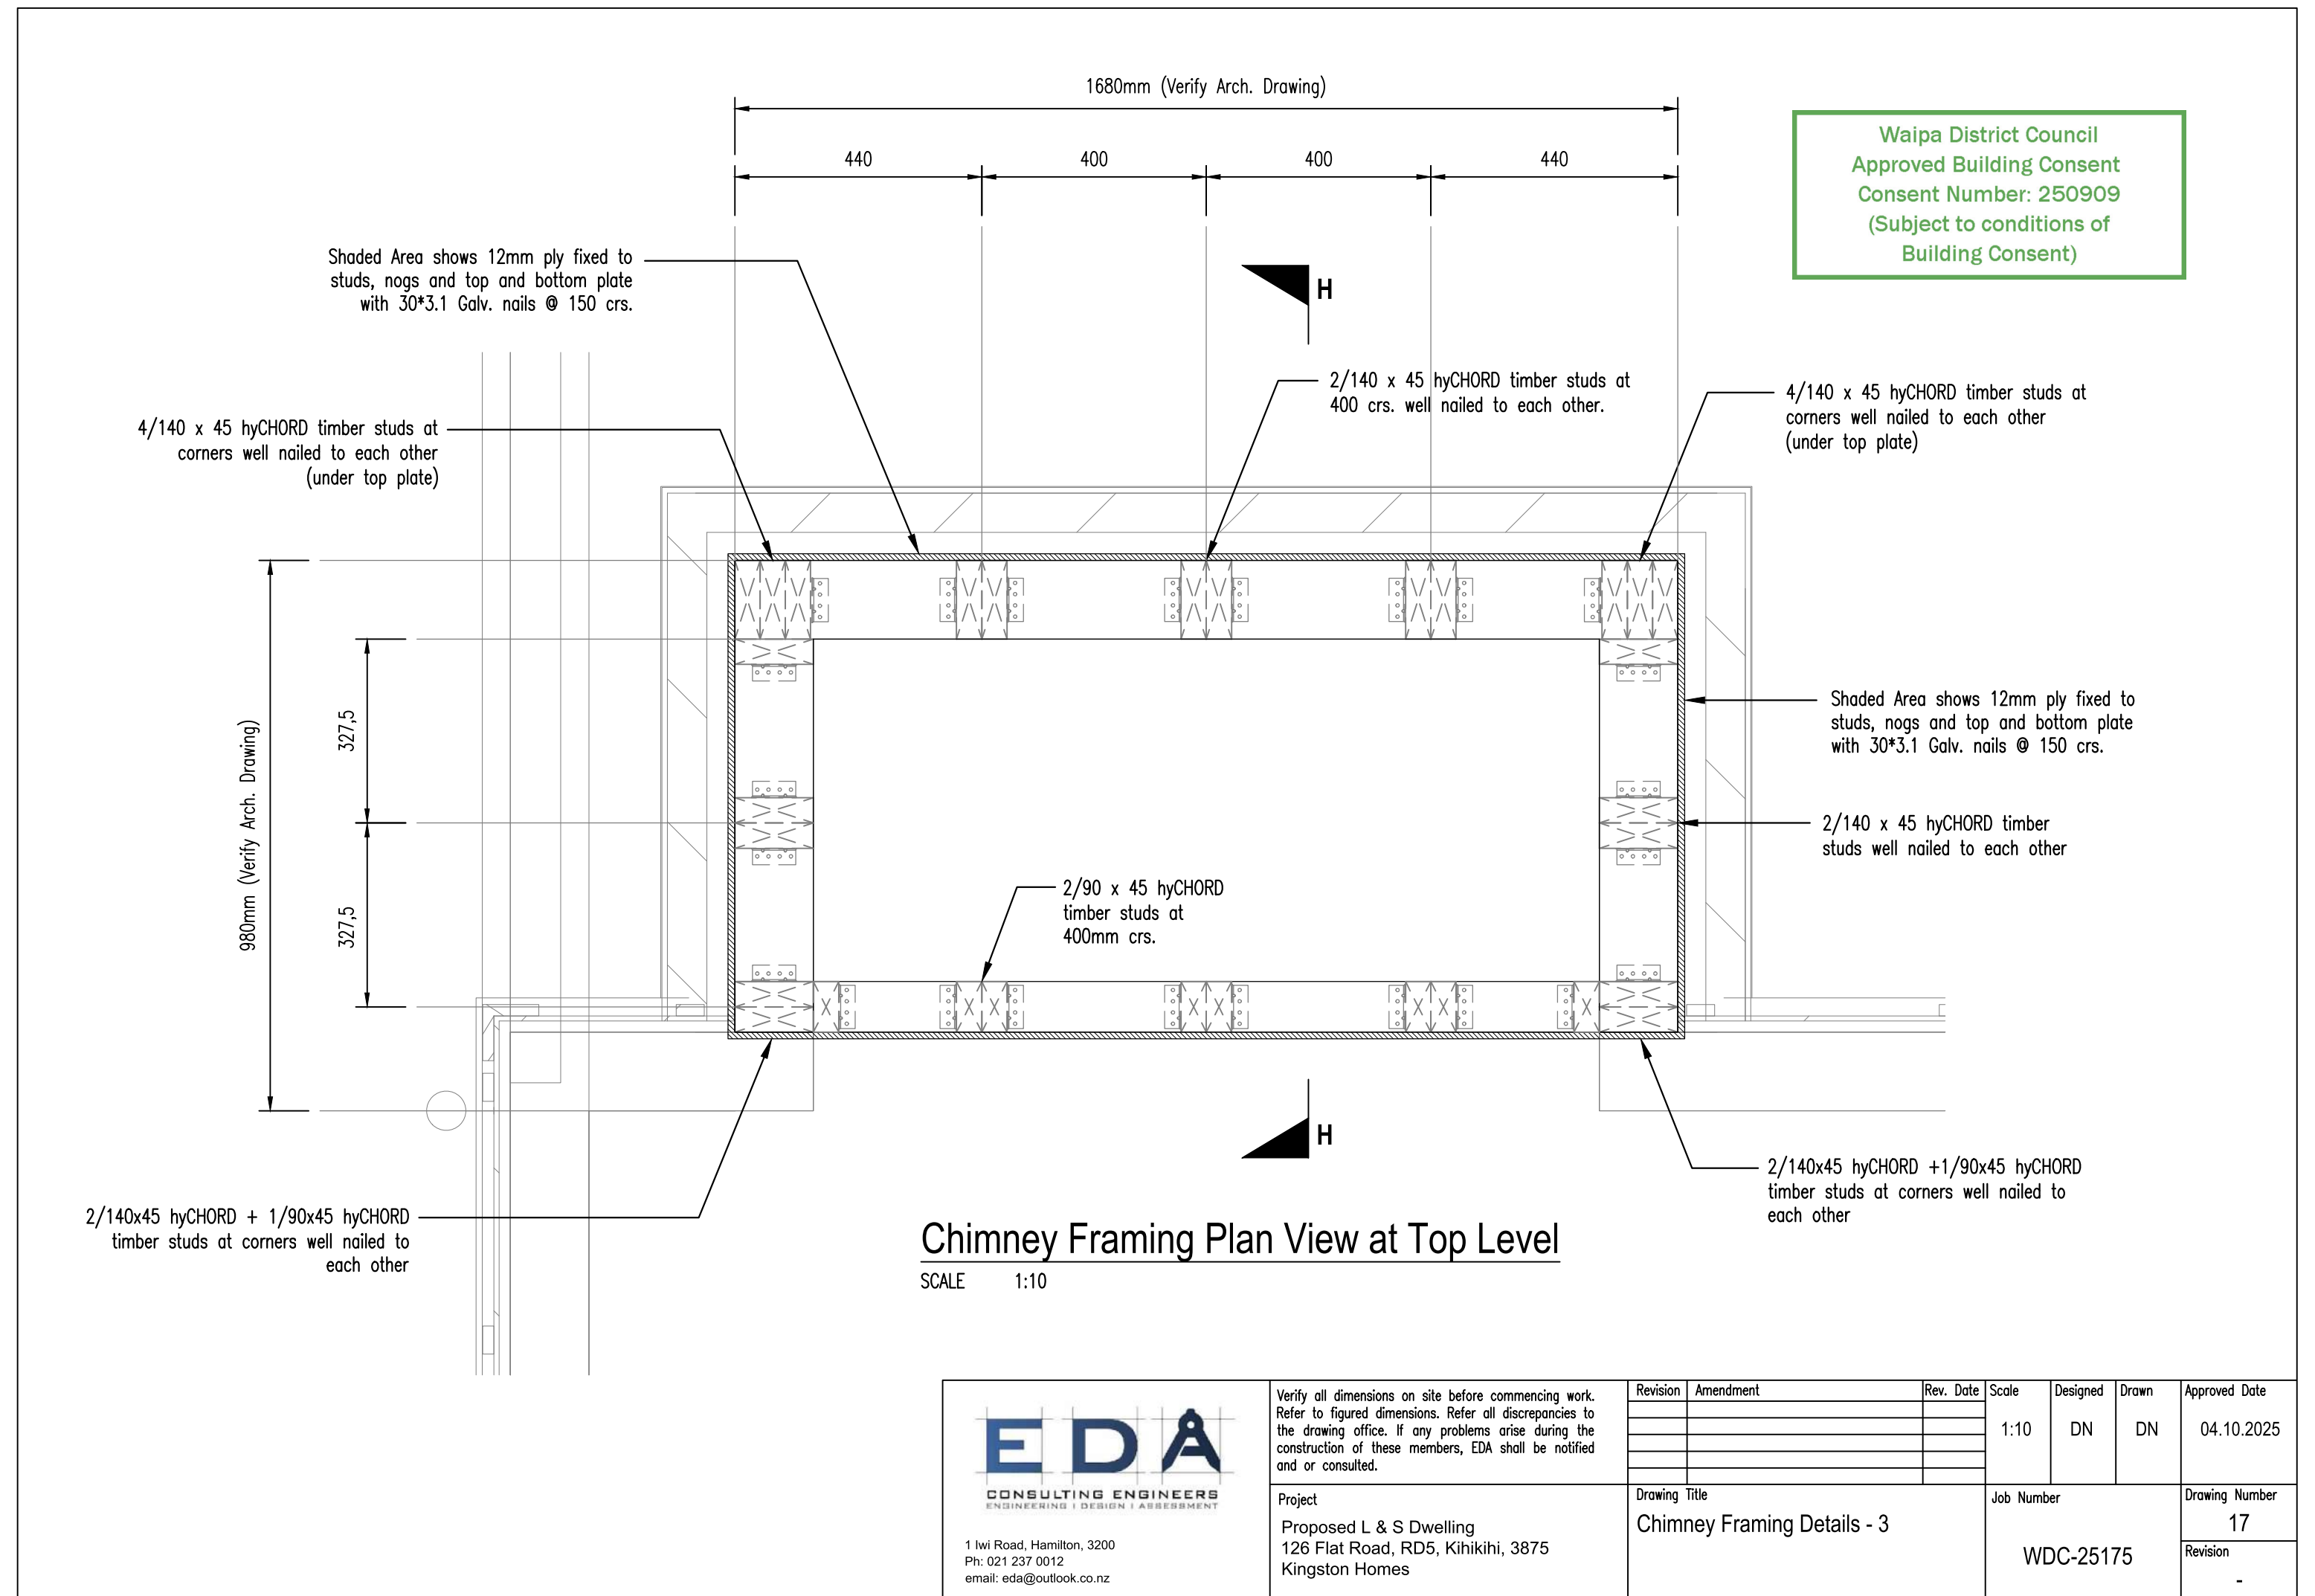 1680mm (Verify Arch. Drawing)
440
400
400
440
Waipa District Council
Approved Building Consent
Consent Number: 250909
(Subject to conditions of
Building Consent)
Shaded Area shows 12mm ply fixed to
studs, nogs and top and bottom plate
with 30*3.1 Galv. nails @ 150 crs.
H
2/140 x 45 hyCHORD timber studs at
400 crs. well nailed to each other.
4/140 x 45 hyCHORD timber studs at
corners well nailed to each other
(under top plate)
4/140 x 45 hyCHORD timber studs at
corners well nailed to each other
(under top plate)
980mm (Verify Arch. Drawing)
327,5
327,5
Shaded Area shows 12mm ply fixed to
studs, nogs and top and bottom plate
with 30*3.1 Galv. nails @ 150 crs.
2/140 x 45 hyCHORD timber
studs well nailed to each other
2/90 x 45 hyCHORD
timber studs at
400mm crs.
H
2/140x45 hyCHORD +1/90x45 hyCHORD
timber studs at corners well nailed to
each other
2/140x45 hyCHORD + 1/90x45 hyCHORD
timber studs at corners well nailed to
each other
Chimney Framing Plan View at Top Level
SCALE 1:10
EDA
CONSULTING ENGINEERS
ENGINEERING | DESIGN | ASSESSMENT
1 Iwi Road, Hamilton, 3200
Ph: 021 237 0012
email: eda@outlook.co.nz
Verify all dimensions on site before commencing work.
Refer to figured dimensions. Refer all discrepancies to
the drawing office. If any problems arise during the
construction of these members, EDA shall be notified
and or consulted.
Project
Proposed L & S Dwelling
126 Flat Road, RD5, Kihikihi, 3875
Kingston Homes
Revision Amendment Rev. Date
Scale
1:10
Designed
DN
Drawn
DN
Approved Date
04.10.2025
Drawing Title
Chimney Framing Details - 3
Job Number
WDC-25175
Drawing Number
17
Revision
-